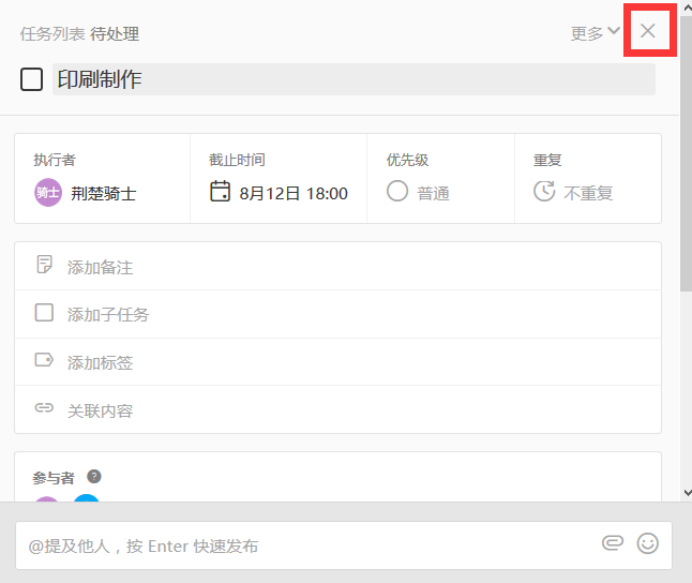 任务列表 待处理 更多
印刷制作
执行者 截止时间 优先级 重复
骑士 荆楚骑士 8月12日 18:00 普通 不重复
添加备注
添加子任务
添加标签
关联内容
参与者 ?
@提及他人，按 Enter 快速发布